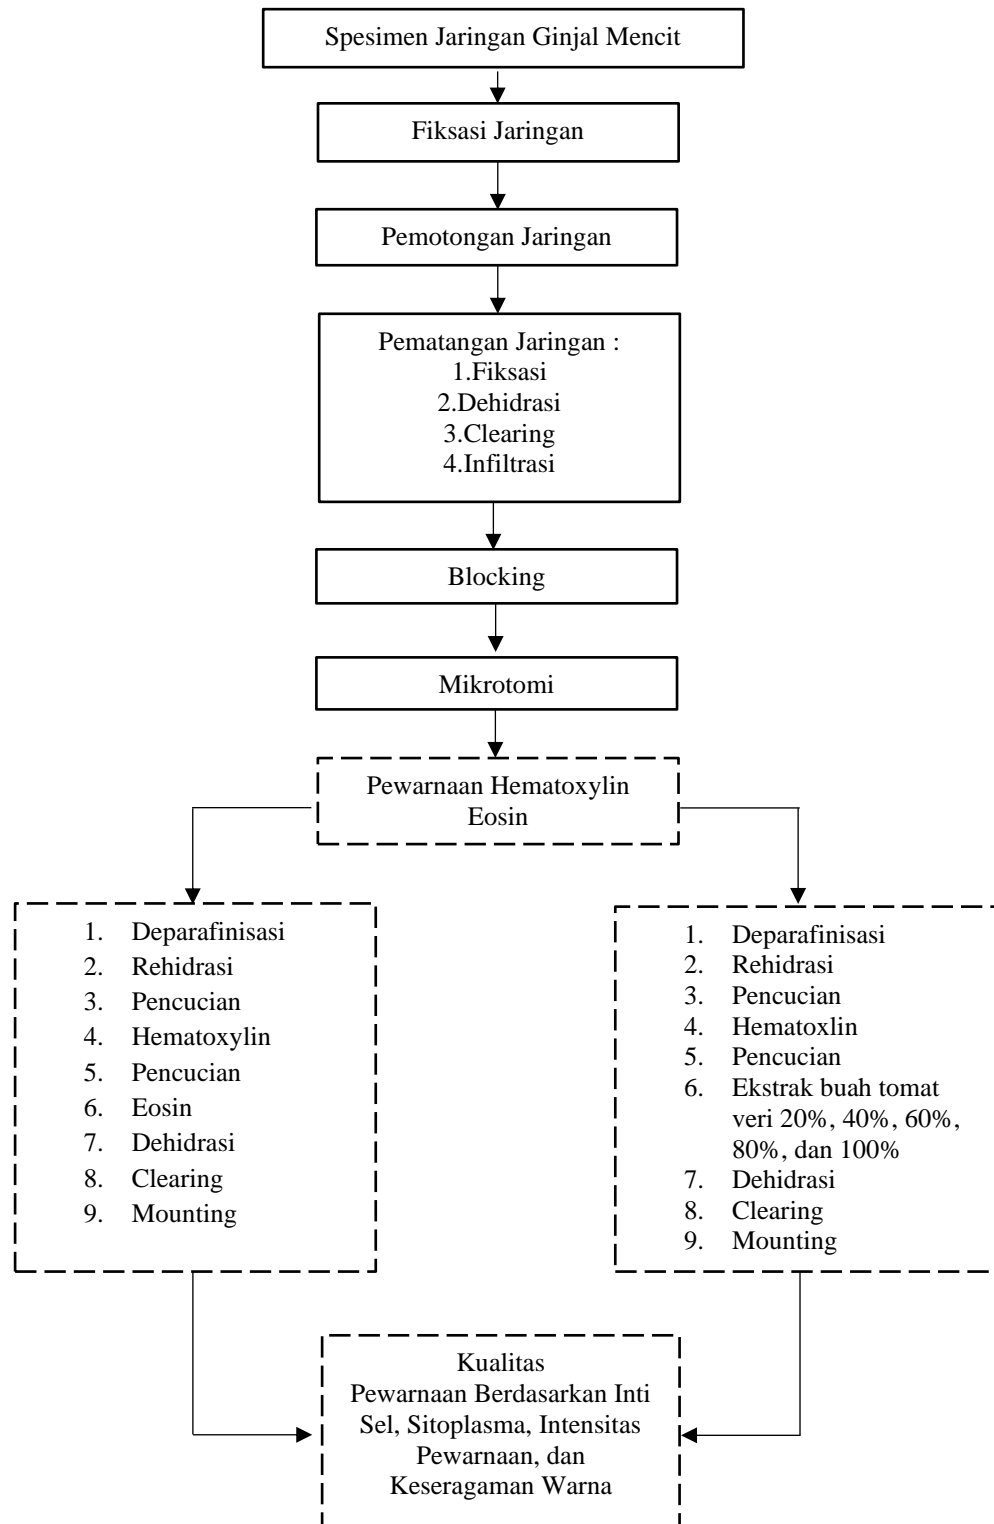 Spesimen Jaringan Ginjal Mencit
Fiksasi Jaringan
Pemotongan Jaringan
Pematangan Jaringan :
1.Fiksasi
2.Dehidrasi
3.Clearing
4.Infiltrasi
Blocking
Mikrotomi
Pewarnaan Hematoxylin
Eosin
1. Deparafinisasi
2. Rehidrasi
3. Pencucian
4. Hematoxylin
5. Pencucian
6. Eosin
7. Dehidrasi
8. Clearing
9. Mounting
1. Deparafinisasi
2. Rehidrasi
3. Pencucian
4. Hematoxlin
5. Pencucian
6. Ekstrak buah tomat
veri 20%, 40%, 60%,
80%, dan 100%
7. Dehidrasi
8. Clearing
9. Mounting
Kualitas
Pewarnaan Berdasarkan Inti
Sel, Sitoplasma, Intensitas
Pewarnaan, dan
Keseragaman Warna